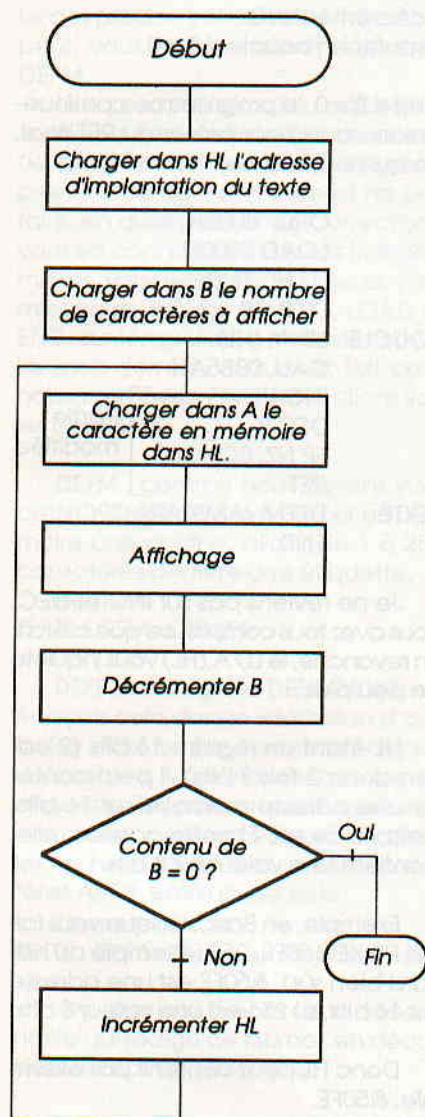 Début
Charger dans HL l'adresse
d'implantation du texte
Charger dans B le nombre
de caractères à afficher
Charger dans A le
caractère en mémoire
dans HL.
Affichage
Décrémenter B
Contenu de
B = 0 ?
Oui
Fin
Non
Incrémenter HL